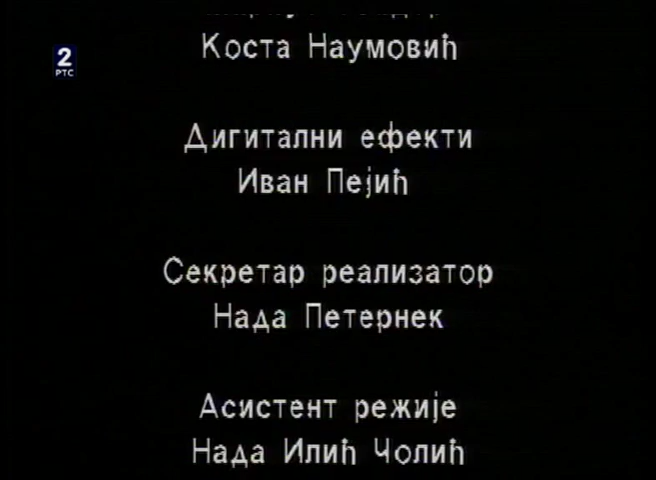 2
РТС
Коста Наумовић
Дигитални ефекти
Иван Пејић
Секретар реализатор
Нада Петернек
Асистент режије
Нада Илић Чолић